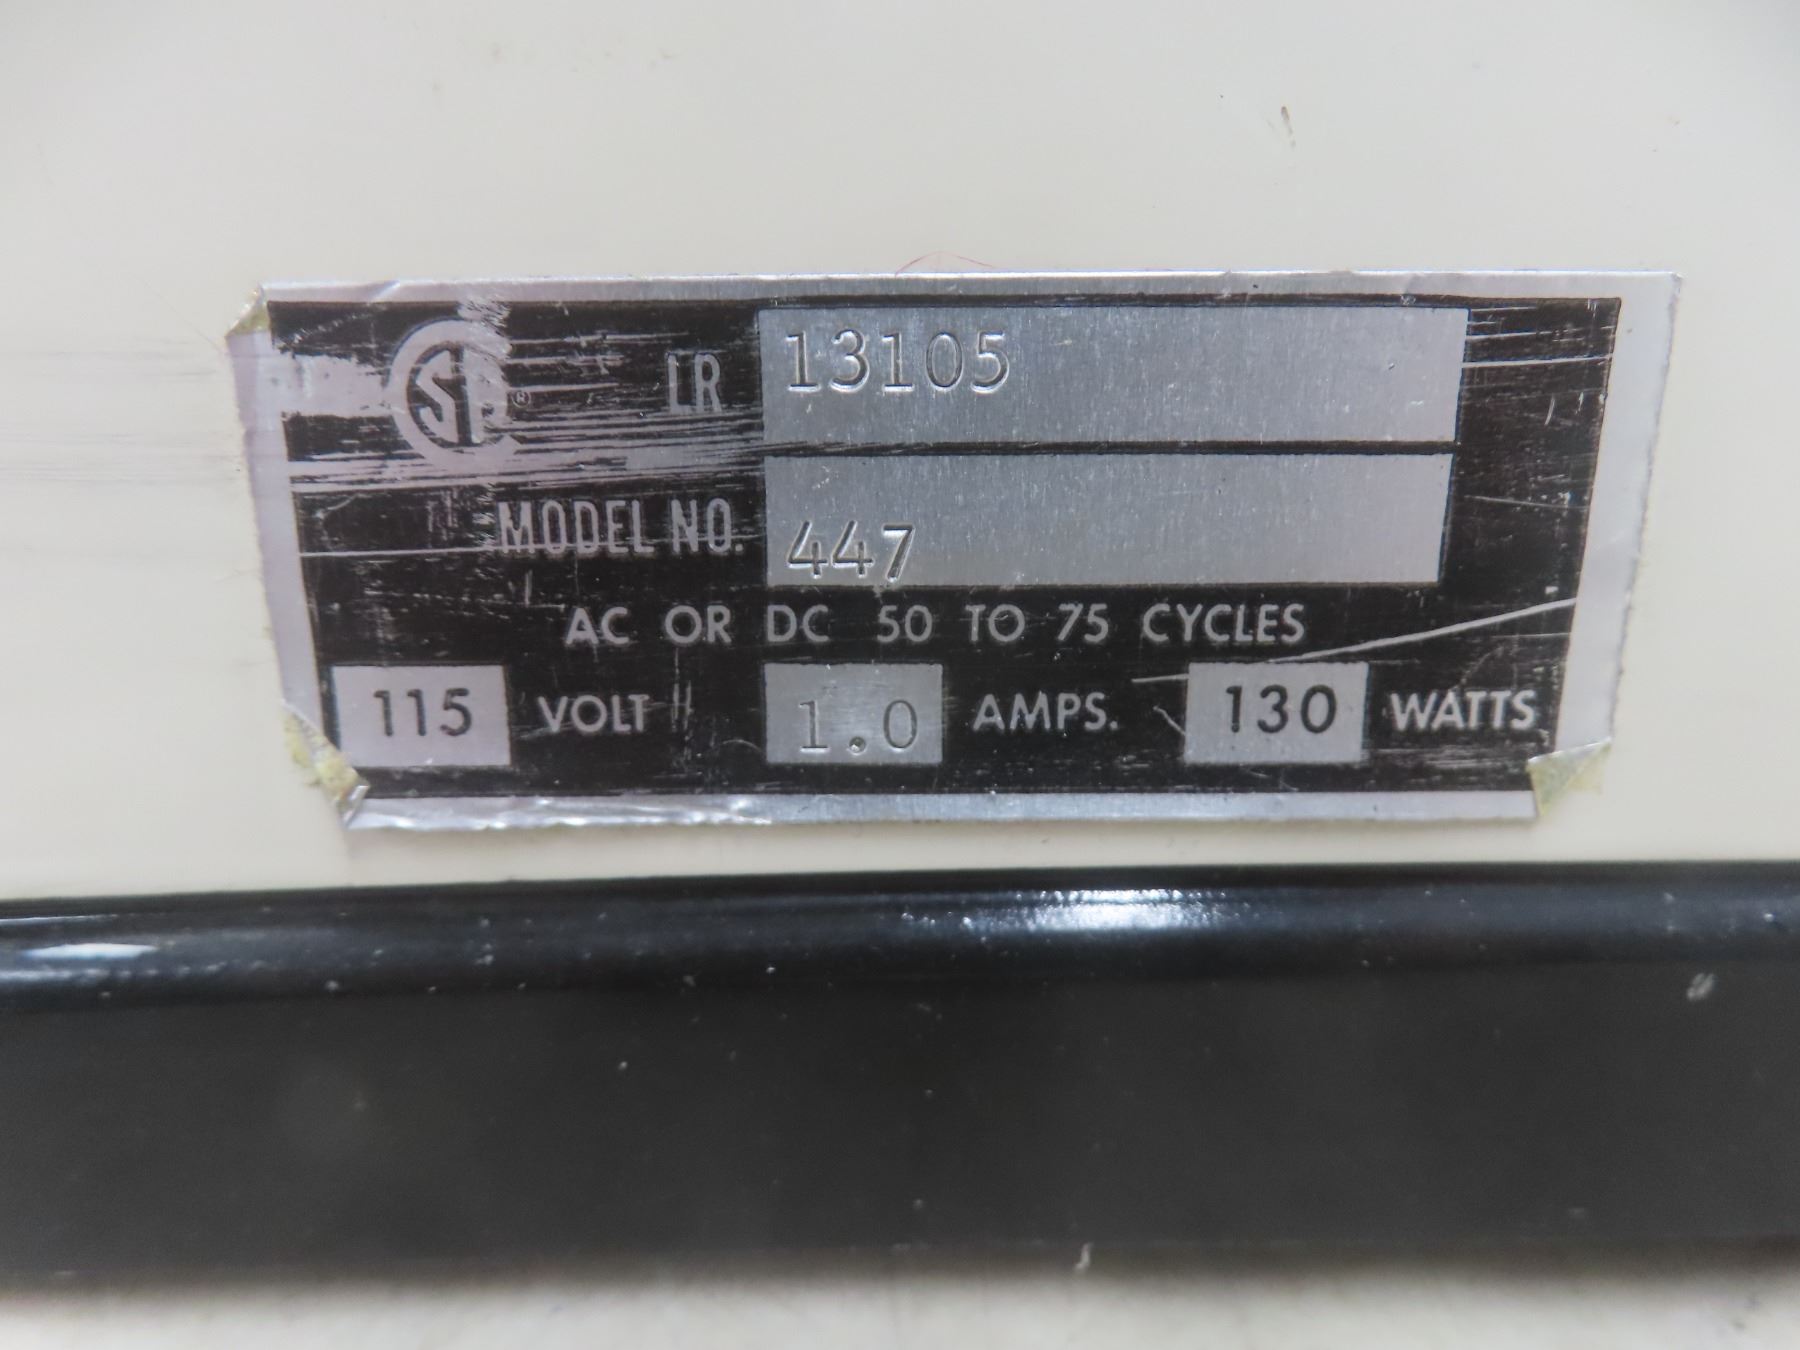 SA ® LR 13105
MODEL NO. 447
AC OR DC 50 TO 75 CYCLES
115 VOLT 1.0 AMPS. 130 WATTS